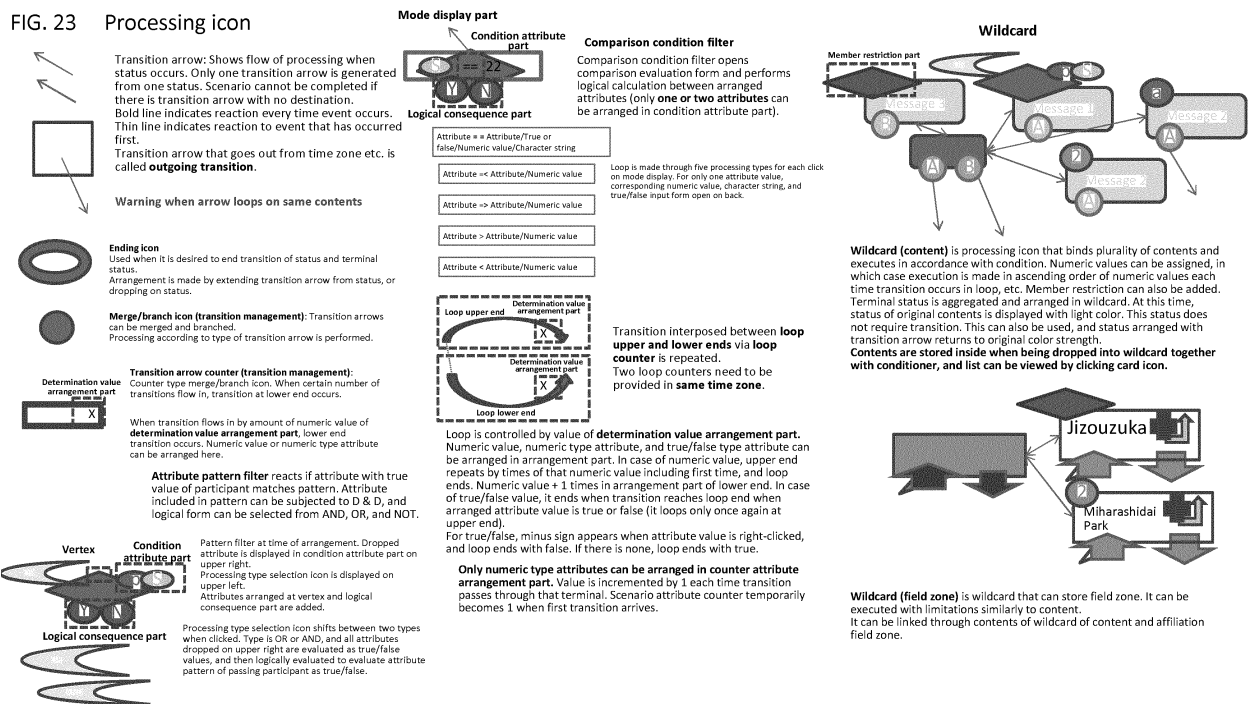 FIG. 23 Processing icon
Transition arrow: Shows flow of processing when
status occurs. Only one transition arrow is generated
from one status. Scenario cannot be completed if
there is transition arrow with no destination.
Bold line indicates reaction every time event occurs.
Thin line indicates reaction to event that has occurred
first.
Transition arrow that goes out from time zone etc. is
called outgoing transition.
Warning when arrow loops on same contents
Ending icon
Used when it is desired to end transition of status and terminal
status.
Arrangement is made by extending transition arrow from status, or
dropping on status.
Merge/branch icon (transition management): Transition arrows
can be merged and branched.
Processing according to type of transition arrow is performed.
Determination value
arrangement part
X
Transition arrow counter (transition management):
Counter type merge/branch icon. When certain number of
transitions flow in, transition at lower end occurs.
When transition flows in by amount of numeric value of
determination value arrangement part, lower end
transition occurs. Numeric value or numeric type attribute
can be arranged here.
Attribute pattern filter reacts if attribute with true
value of participant matches pattern. Attribute
included in pattern can be subjected to D & D, and
logical form can be selected from AND, OR, and NOT.
Vertex
Condition
attribute part
p S
Y N
Logical consequence part
Pattern filter at time of arrangement. Dropped
attribute is displayed in condition attribute part on
upper right.
Processing type selection icon is displayed on
upper left.
Attributes arranged at vertex and logical
consequence part are added.
Processing type selection icon shifts between two types
when clicked. Type is OR or AND, and all attributes
dropped on upper right are evaluated as true/false
values, and then logically evaluated to evaluate attribute
pattern of passing participant as true/false.
Mode display part
Condition attribute
part
S == 22
Y N
Logical consequence part
Comparison condition filter
Comparison condition filter opens
comparison evaluation form and performs
logical calculation between arranged
attributes (only one or two attributes can
be arranged in condition attribute part).
Attribute = = Attribute/True or
false/Numeric value/Character string
Attribute =< Attribute/Numeric value
Attribute => Attribute/Numeric value
Attribute > Attribute/Numeric value
Attribute < Attribute/Numeric value
Loop is made through five processing types for each click
on mode display. For only one attribute value,
corresponding numeric value, character string, and
true/false input form open on back.
Loop upper end
Determination value
arrangement part
X
Determination value
arrangement part
X
Loop lower end
Transition interposed between loop
upper and lower ends via loop
counter is repeated.
Two loop counters need to be
provided in same time zone.
Loop is controlled by value of determination value arrangement part.
Numeric value, numeric type attribute, and true/false type attribute can
be arranged in arrangement part. In case of numeric value, upper end
repeats by times of that numeric value including first time, and loop
ends. Numeric value + 1 times in arrangement part of lower end. In case
of true/false value, it ends when transition reaches loop end when
arranged attribute value is true or false (it loops only once again at
upper end).
For true/false, minus sign appears when attribute value is right-clicked,
and loop ends with false. If there is none, loop ends with true.
Only numeric type attributes can be arranged in counter attribute
arrangement part. Value is incremented by 1 each time transition
passes through that terminal. Scenario attribute counter temporarily
becomes 1 when first transition arrives.
Wildcard
Member restriction part
Message 3
B
p S
Message 1
A
a
Message 2
A
A B
2
Message 2
A
Wildcard (content) is processing icon that binds plurality of contents and
executes in accordance with condition. Numeric values can be assigned, in
which case execution is made in ascending order of numeric values each
time transition occurs in loop, etc. Member restriction can also be added.
Terminal status is aggregated and arranged in wildcard. At this time,
status of original contents is displayed with light color. This status does
not require transition. This can also be used, and status arranged with
transition arrow returns to original color strength.
Contents are stored inside when being dropped into wildcard together
with conditioner, and list can be viewed by clicking card icon.
Jizouzuka
2
Miharashidai
Park
Wildcard (field zone) is wildcard that can store field zone. It can be
executed with limitations similarly to content.
It can be linked through contents of wildcard of content and affiliation
field zone.